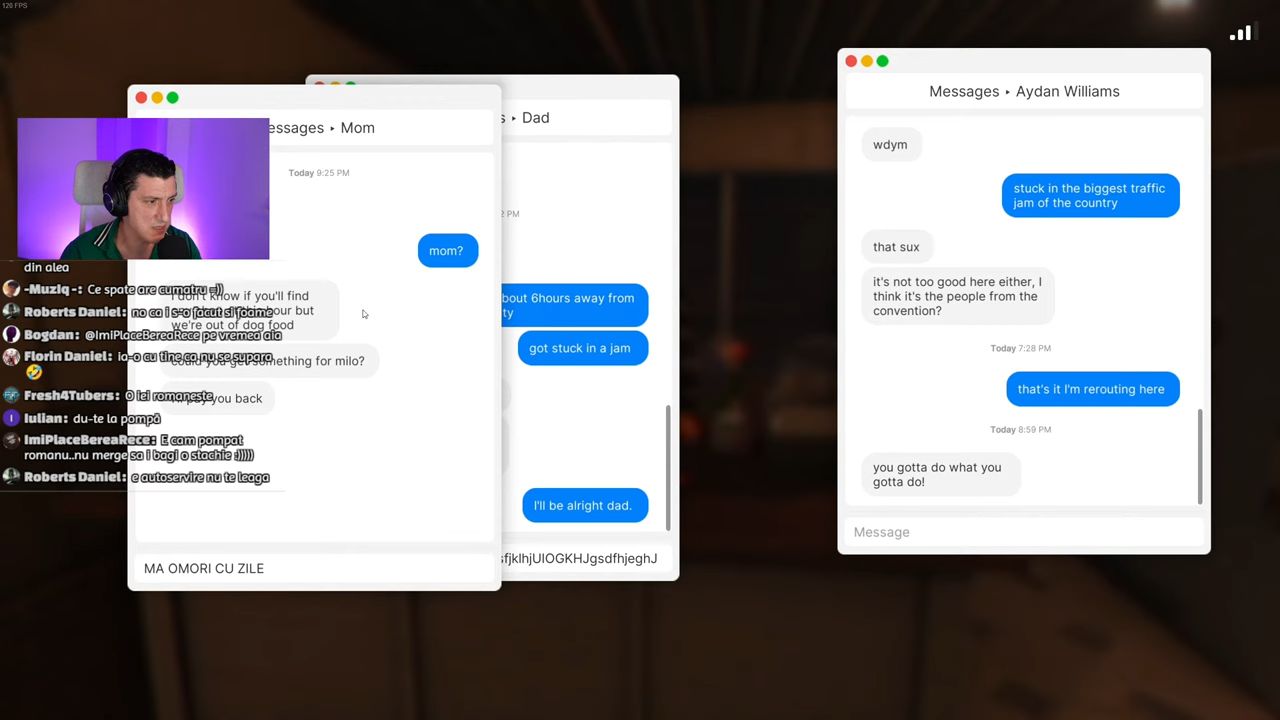 120 FPS
essages ▸ Mom
Today 9:25 PM
mom?
I don't know if you'll find
our but
we're out of dog food
could you get something for milo?
pay you back
MA OMORI CU ZILE
s ▸ Dad
2 PM
bout 6hours away from
ty
got stuck in a jam
I'll be alright dad.
sfjklhjUIOGKHJgsdfhjeghJ
Messages ▸ Aydan Williams
wdym
stuck in the biggest traffic
jam of the country
that sux
it's not too good here either, I
think it's the people from the
convention?
Today 7:28 PM
that's it I'm rerouting here
Today 8:59 PM
you gotta do what you
gotta do!
Message
din alea
-MuzIq-: Ce spate are cumatru =))
Roberts Daniel: no ca i s-o facut si foame
Bogdan: @ImiPlaceBereaRece pe vremea aia
Florin Daniel: ia-o cu tine ca nu se supara
🤣
Fresh4Tubers: O iei romaneste
Iulian: du-te la pompă
ImiPlaceBereaRece: E cam pompat
romanu..nu merge sa i bagi o stachie :)))))
Roberts Daniel: e autoservire nu te leaga